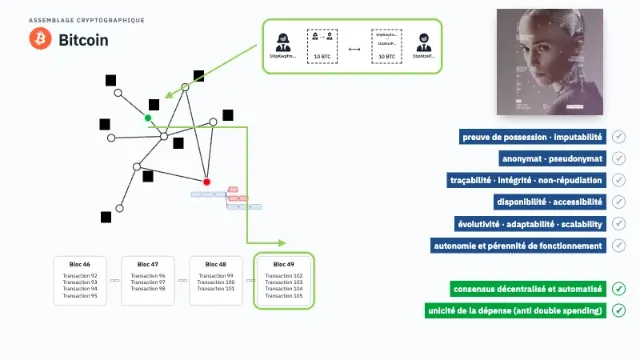 ASSEMBLAGE CRYPTOGRAPHIQUE
Bitcoin
10 BTC
10 BTC
preuve de possession · imputabilité
anonymat · pseudonymat
traçabilité · intégrité · non-répudiation
disponibilité · accessibilité
évolutivité · adaptabilité · scalability
autonomie et pérennité de fonctionnement
consensus décentralisé et automatisé
unicité de la dépense (anti double spending)
Bloc 46
Transaction 92
Transaction 93
Transaction 94
Transaction 95
Bloc 47
Transaction 96
Transaction 97
Transaction 98
Bloc 48
Transaction 99
Transaction 100
Transaction 101
Bloc 49
Transaction 102
Transaction 103
Transaction 104
Transaction 105